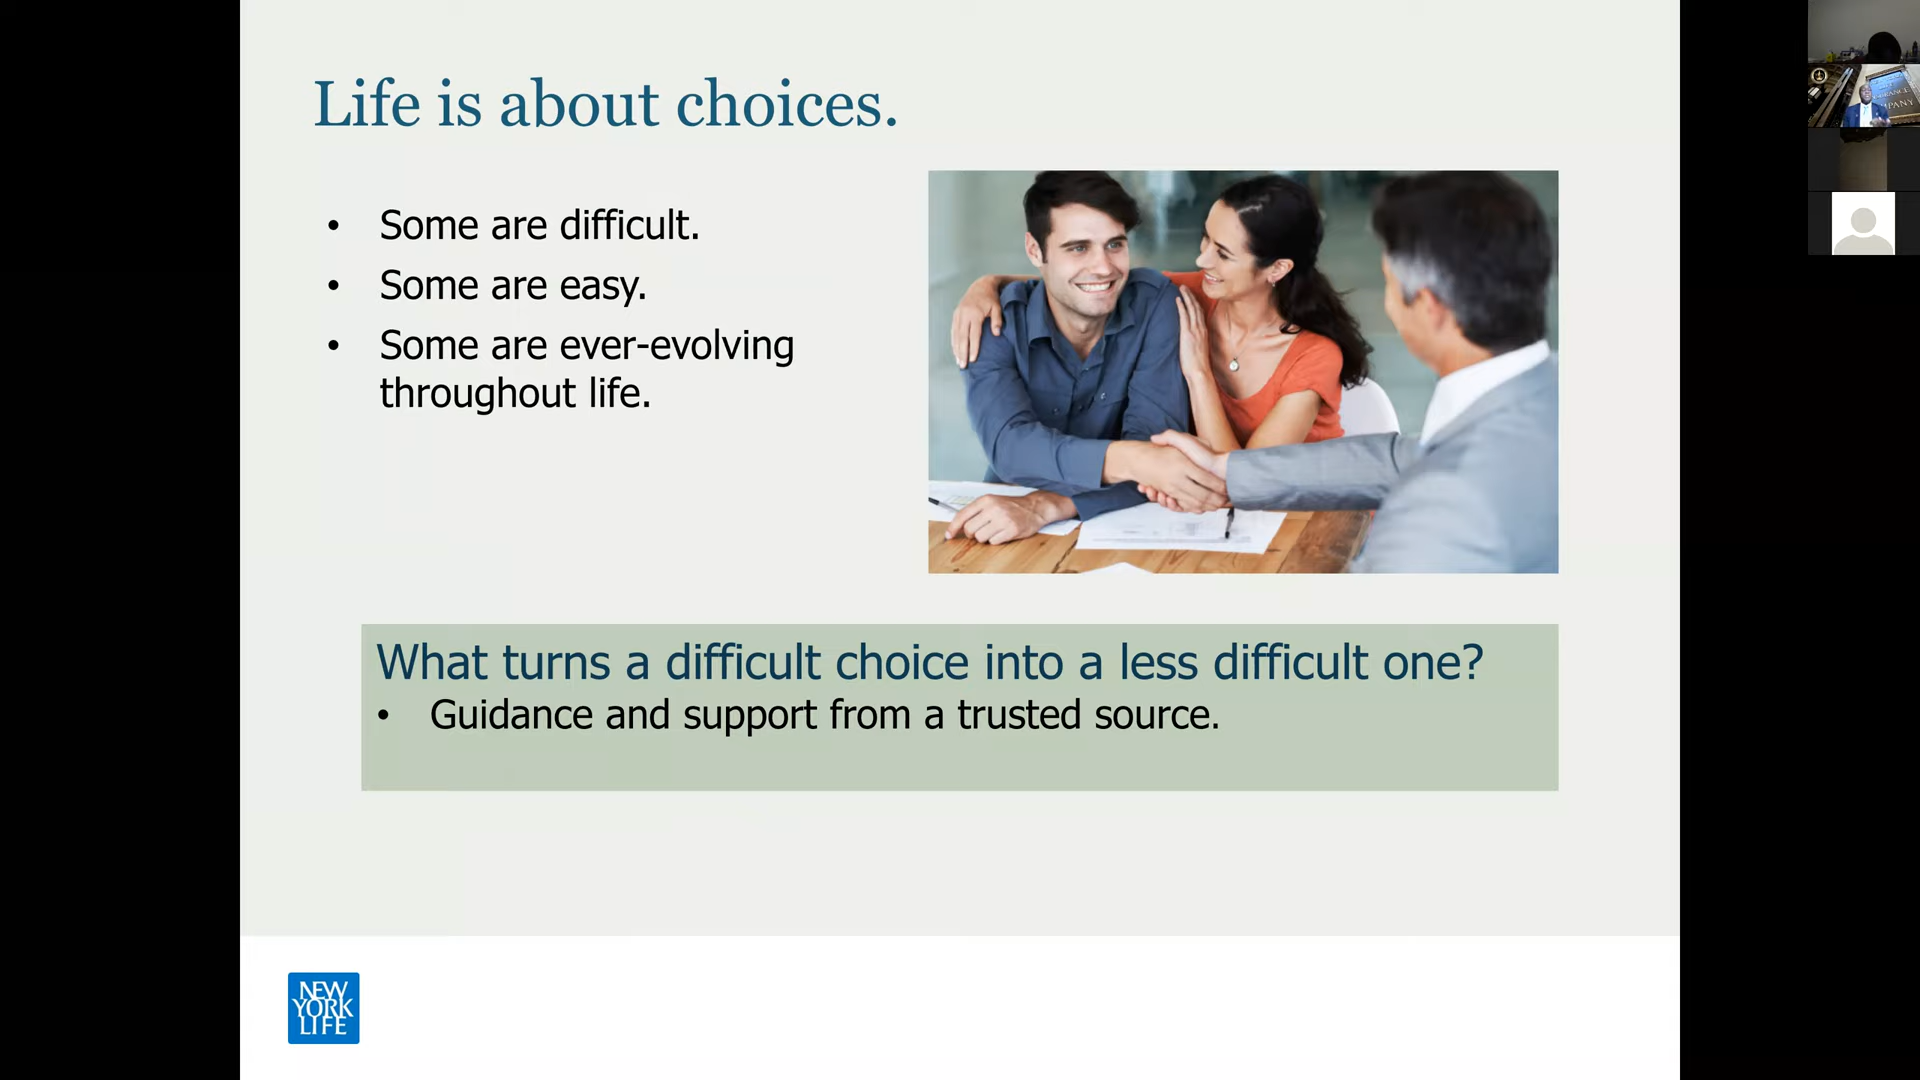 Life is about choices.
• Some are difficult.
• Some are easy.
• Some are ever-evolving
throughout life.
What turns a difficult choice into a less difficult one?
• Guidance and support from a trusted source.
NEW
YORK
LIFE